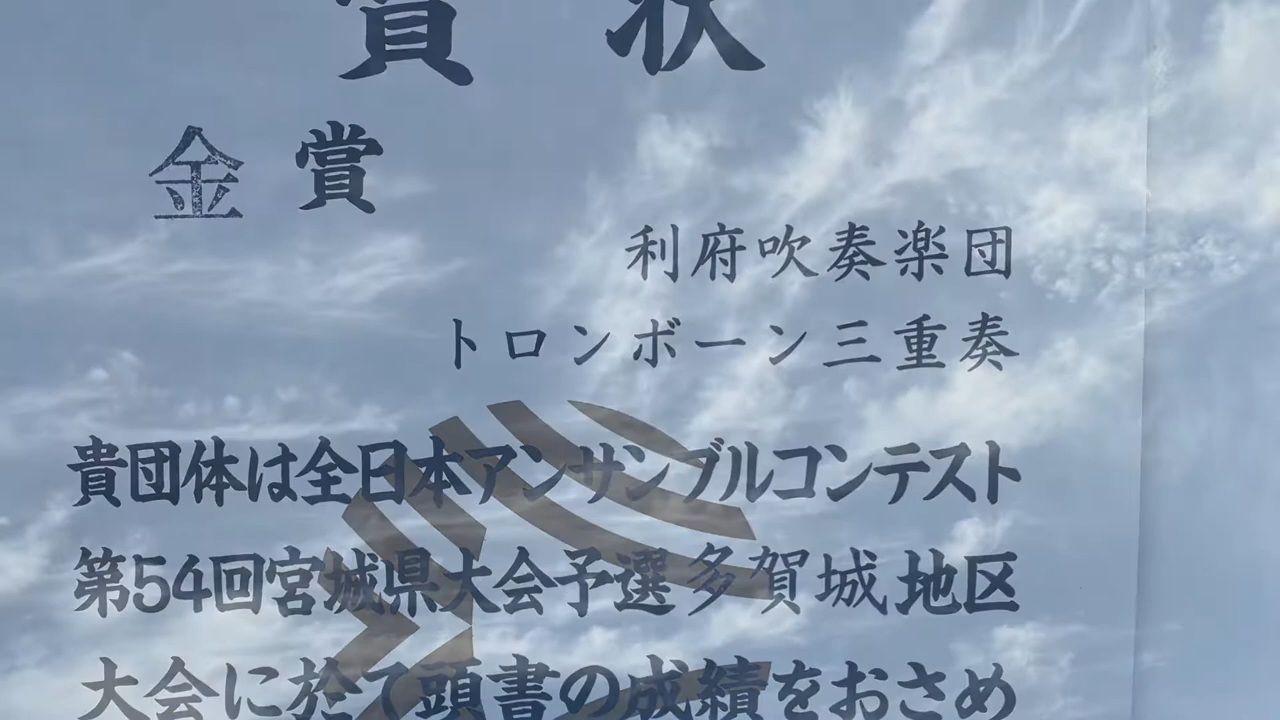 賞状
金賞
利府吹奏楽団
トロンボーン三重奏
貴団体は全日本アンサンブルコンテスト
第54回宮城県大会予選多賀城地区
大会に於て頭書の成績をおさめ